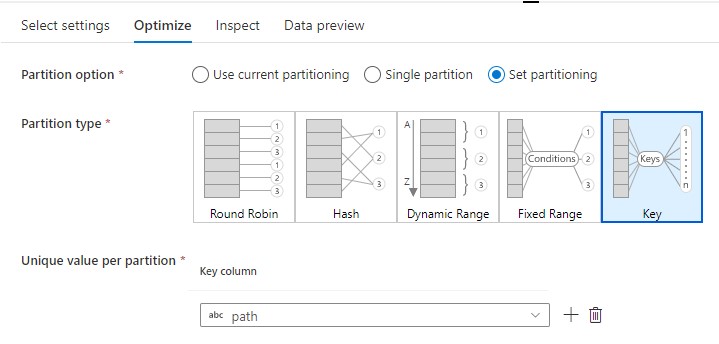 Select settings Optimize Inspect Data preview
Partition option * Use current partitioning Single partition Set partitioning
Partition type *
1 2 3 1 2 3
1 2 3
A Z 1 2 3
Conditions 1 2 3
Keys 1 n
Round Robin Hash Dynamic Range Fixed Range Key
Unique value per partition *
Key column
abc path